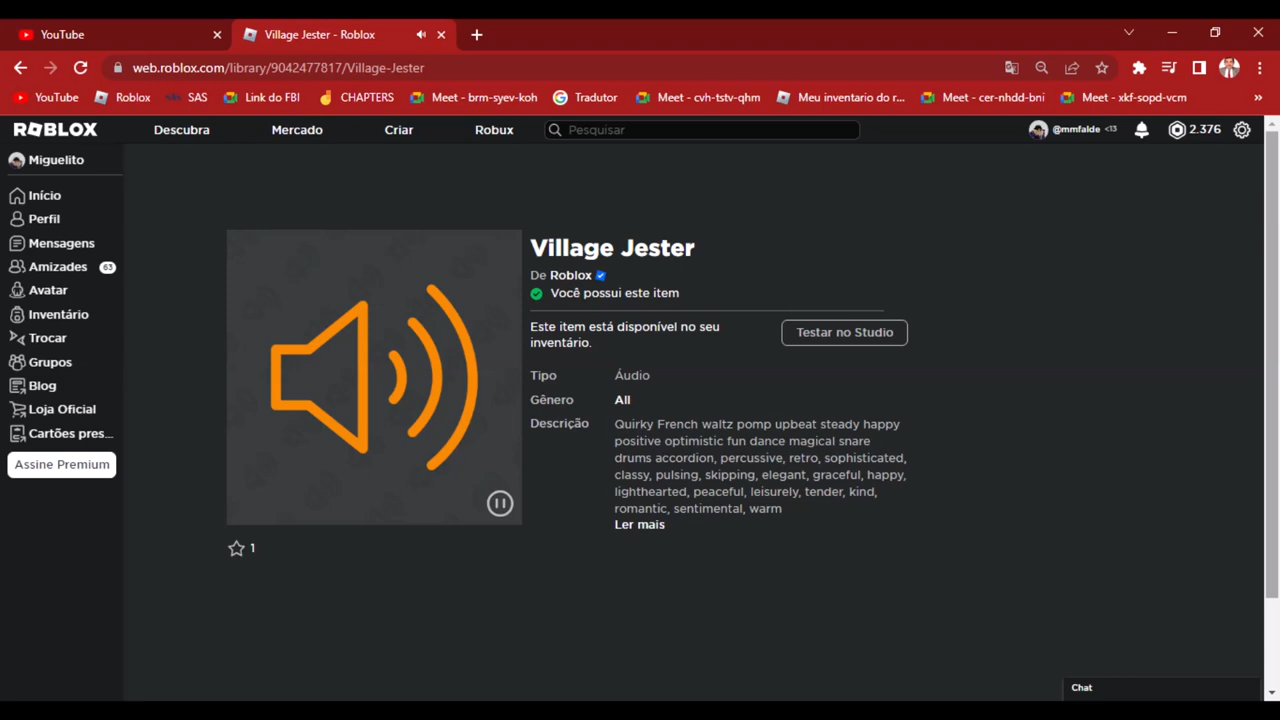 YouTube
Village Jester - Roblox
web.roblox.com/library/9042477817/Village-Jester
YouTube
Roblox
SAS
Link do FBI
CHAPTERS
Meet - brm-syev-koh
Tradutor
Meet - cvh-tstv-qhm
Meu inventario do r...
Meet - cer-nhdd-bni
Meet - xkf-sopd-vcm
»
ROBLOX
Descubra
Mercado
Criar
Robux
Pesquisar
@mmfalde <13
2.376
Miguelito
Início
Perfil
Mensagens
Amizades 63
Avatar
Inventário
Trocar
Grupos
Blog
Loja Oficial
Cartões pres...
Assine Premium
Village Jester
De Roblox
Você possui este item
Este item está disponível no seu
inventário.
Testar no Studio
Tipo Áudio
Gênero All
Descrição Quirky French waltz pomp upbeat steady happy
positive optimistic fun dance magical snare
drums accordion, percussive, retro, sophisticated,
classy, pulsing, skipping, elegant, graceful, happy,
lighthearted, peaceful, leisurely, tender, kind,
romantic, sentimental, warm
Ler mais
1
Chat